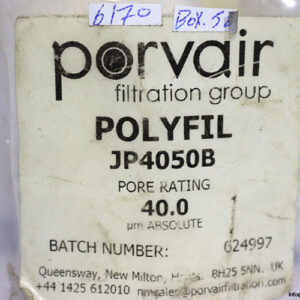 6170 Box.56
porvair
filtration group
POLYFIL
JP4050B
PORE RATING
40.0
µm ABSOLUTE
BATCH NUMBER: 624997
Queensway, New Milton, Hants. BH25 5NN. UK
+44 1425 612010 nmsales@porvairfiltration.com